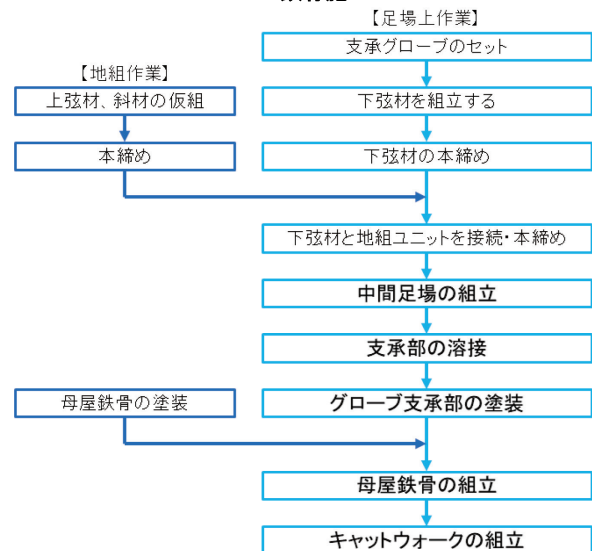 【足場上作業】
支承グローブのセット
【地組作業】
上弦材、斜材の仮組
下弦材を組立する
本締め
下弦材の本締め
下弦材と地組ユニットを接続・本締め
中間足場の組立
支承部の溶接
母屋鉄骨の塗装
グローブ支承部の塗装
母屋鉄骨の組立
キャットウォークの組立